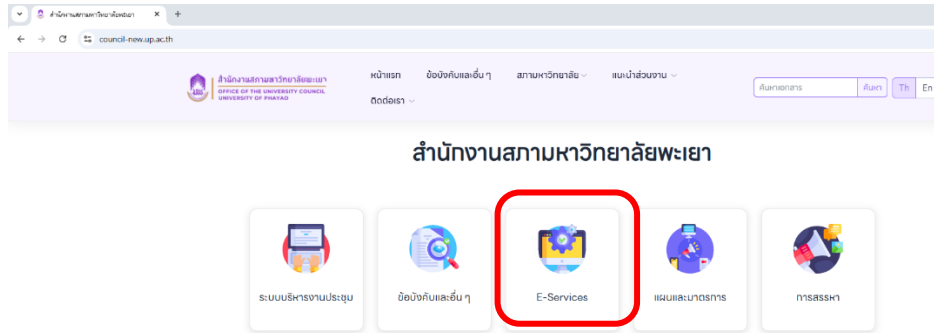 สำนักงานสภามหาวิทยาลัยพะเยา
council-new.up.ac.th
สำนักงานสภามหาวิทยาลัยพะเยา
OFFICE OF THE UNIVERSITY COUNCIL
UNIVERSITY OF PHAYAO
หน้าแรก ข้อบังคับและอื่น ๆ สภามหาวิทยาลัย แนะนำส่วนงาน
ติดต่อเรา
ค้นหาเอกสาร ค้นหา Th En
สำนักงานสภามหาวิทยาลัยพะเยา
ระบบบริหารงานประชุม ข้อบังคับและอื่น ๆ E-Services แผนและมาตรการ การสรรหา